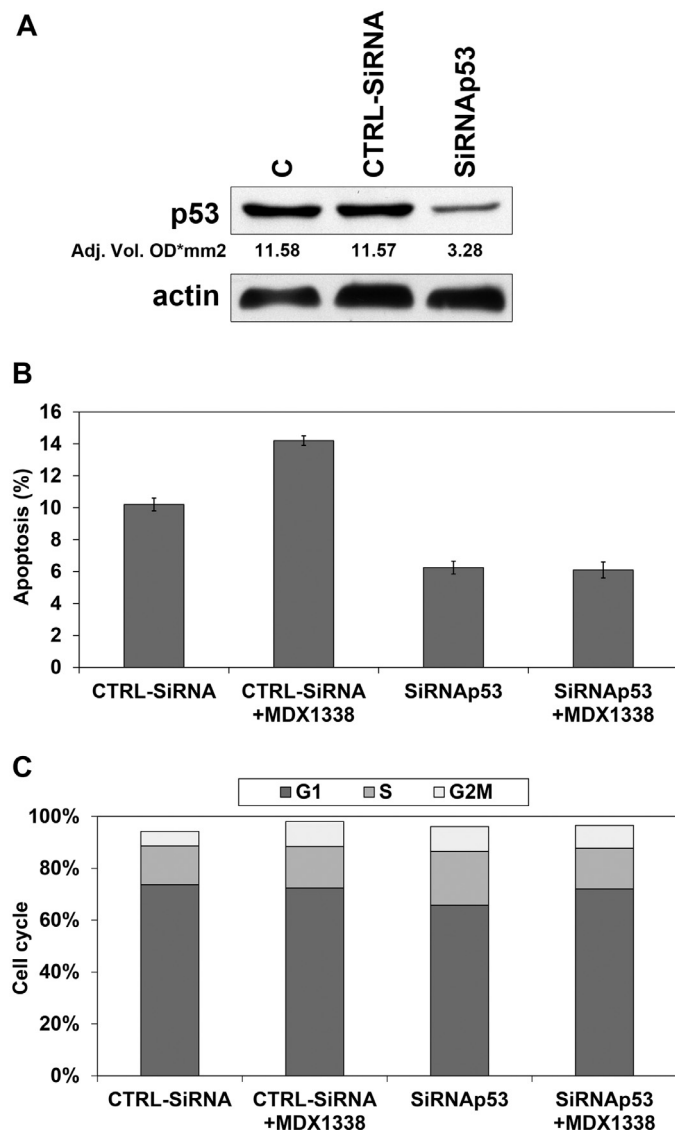 A
C
CTRL-SiRNA
SiRNAp53
p53
Adj. Vol. OD*mm2 11.58 11.57 3.28
actin
B
Apoptosis (%)
16
14
12
10
8
6
4
2
0
CTRL-SiRNA
CTRL-SiRNA
+MDX1338
SiRNAp53
SiRNAp53
+MDX1338
C
G1 S G2M
Cell cycle
100%
80%
60%
40%
20%
0%
CTRL-SiRNA
CTRL-SiRNA
+MDX1338
SiRNAp53
SiRNAp53
+MDX1338